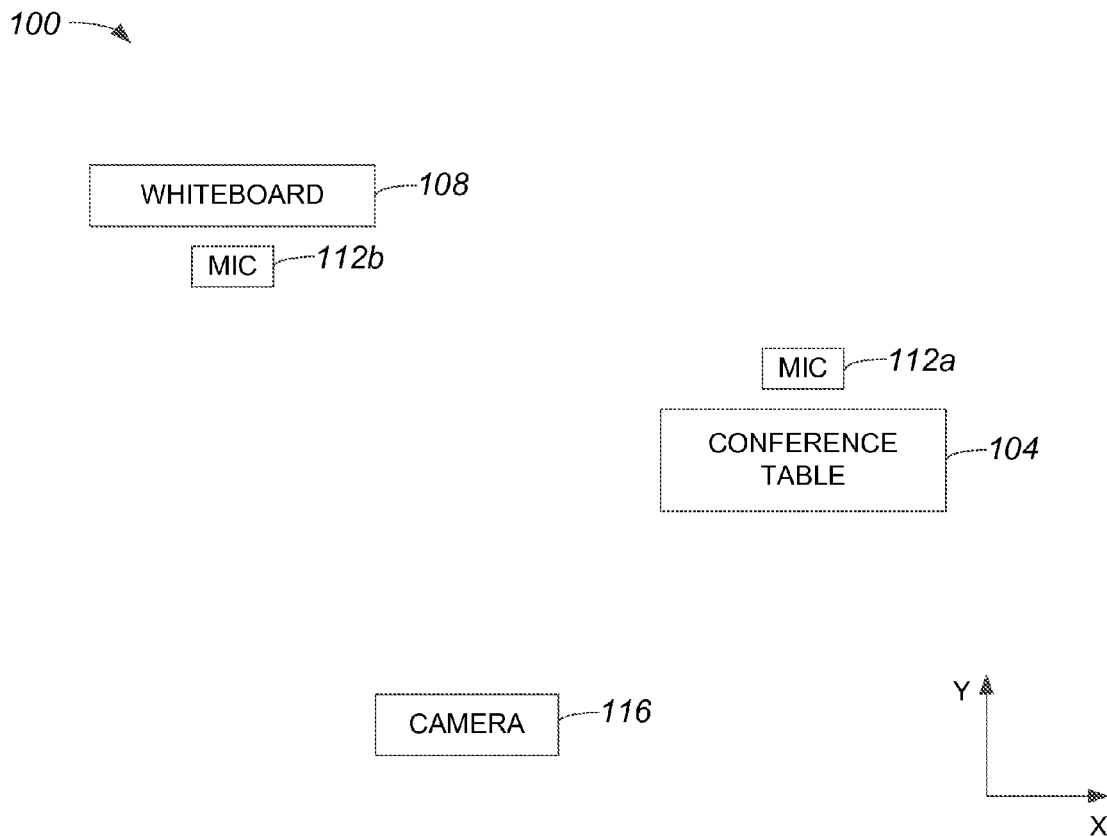 100
WHITEBOARD 108
MIC 112b
MIC 112a
CONFERENCE
TABLE
104
CAMERA 116
Y
X